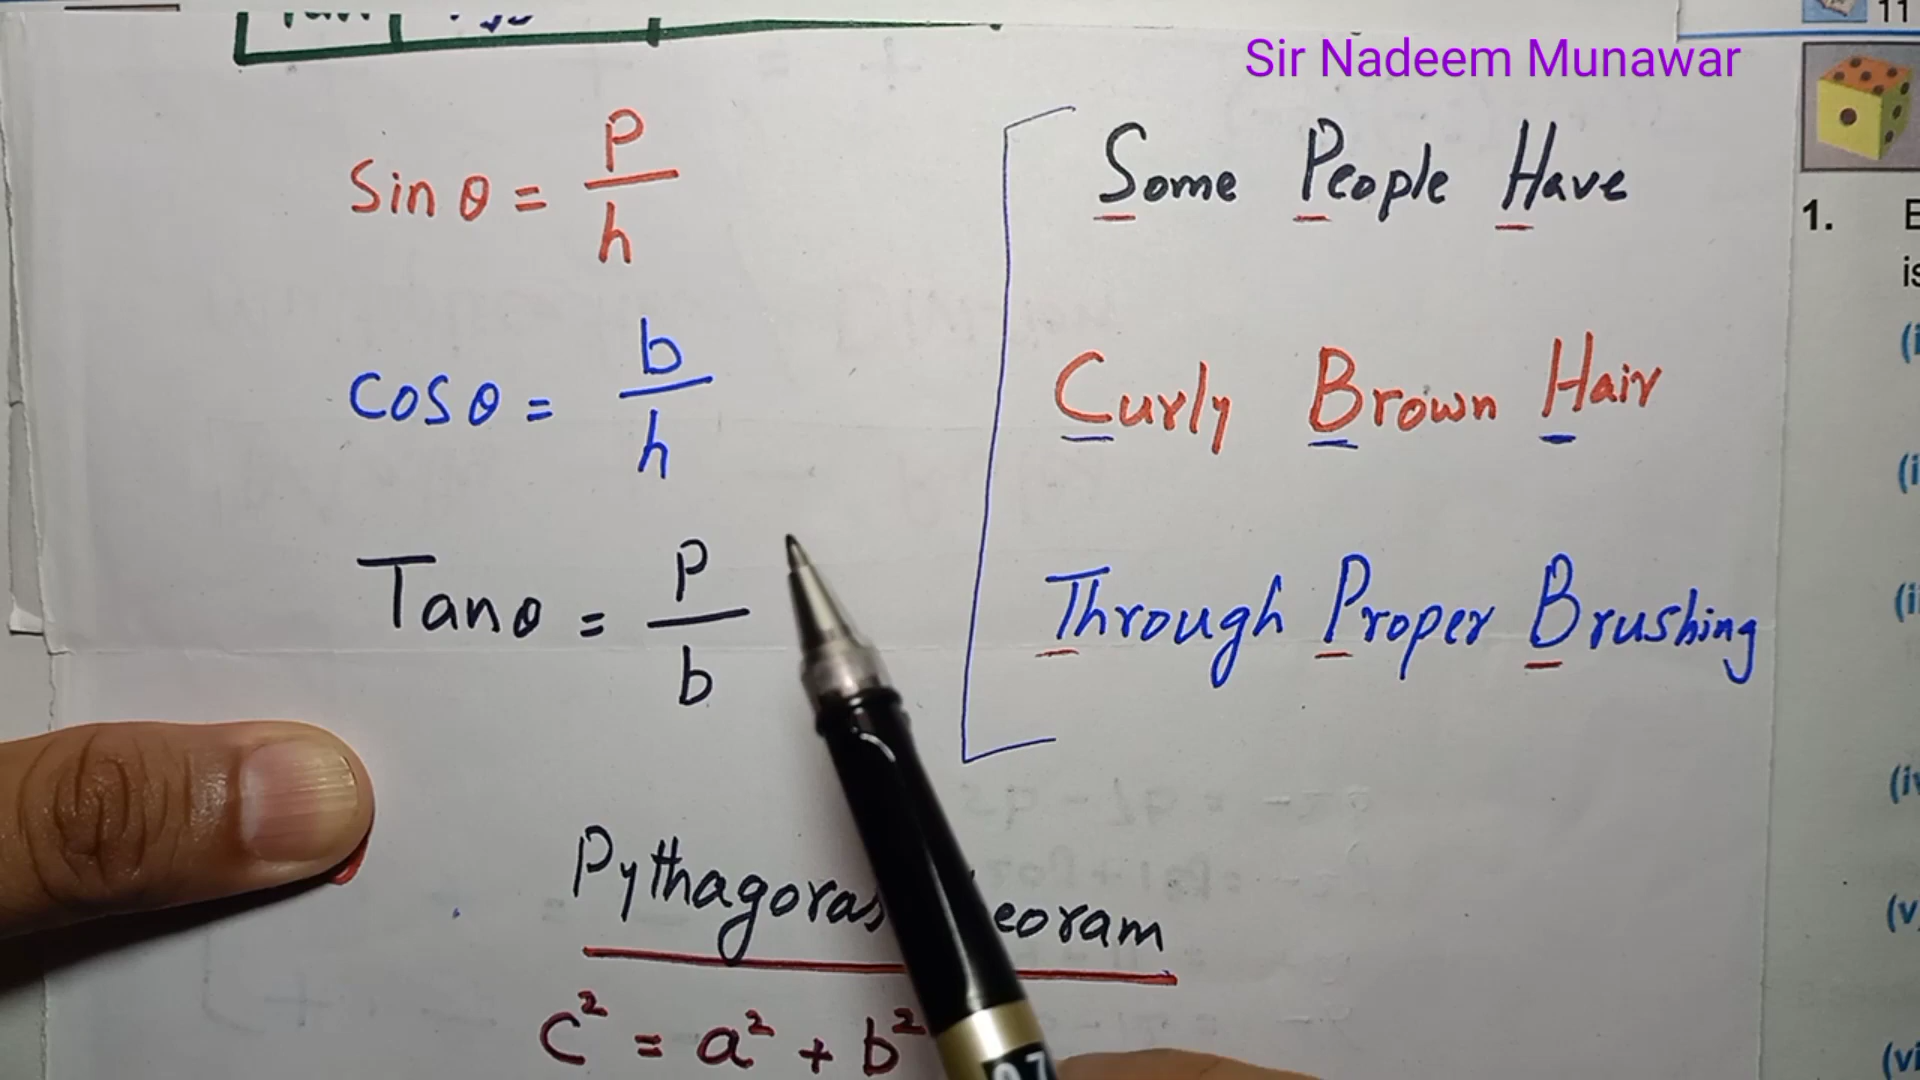 11
Sir Nadeem Munawar
Sin θ = P/h
Some People Have
Cos θ = b/h
Curly Brown Hair
Tan θ = P/b
Through Proper Brushing
Pythagoras eoram
c² = a² + b²
1.